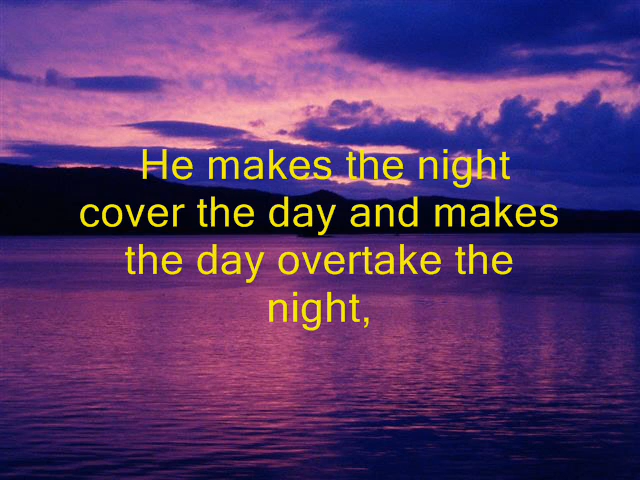 He makes the night
cover the day and makes
the day overtake the
night,